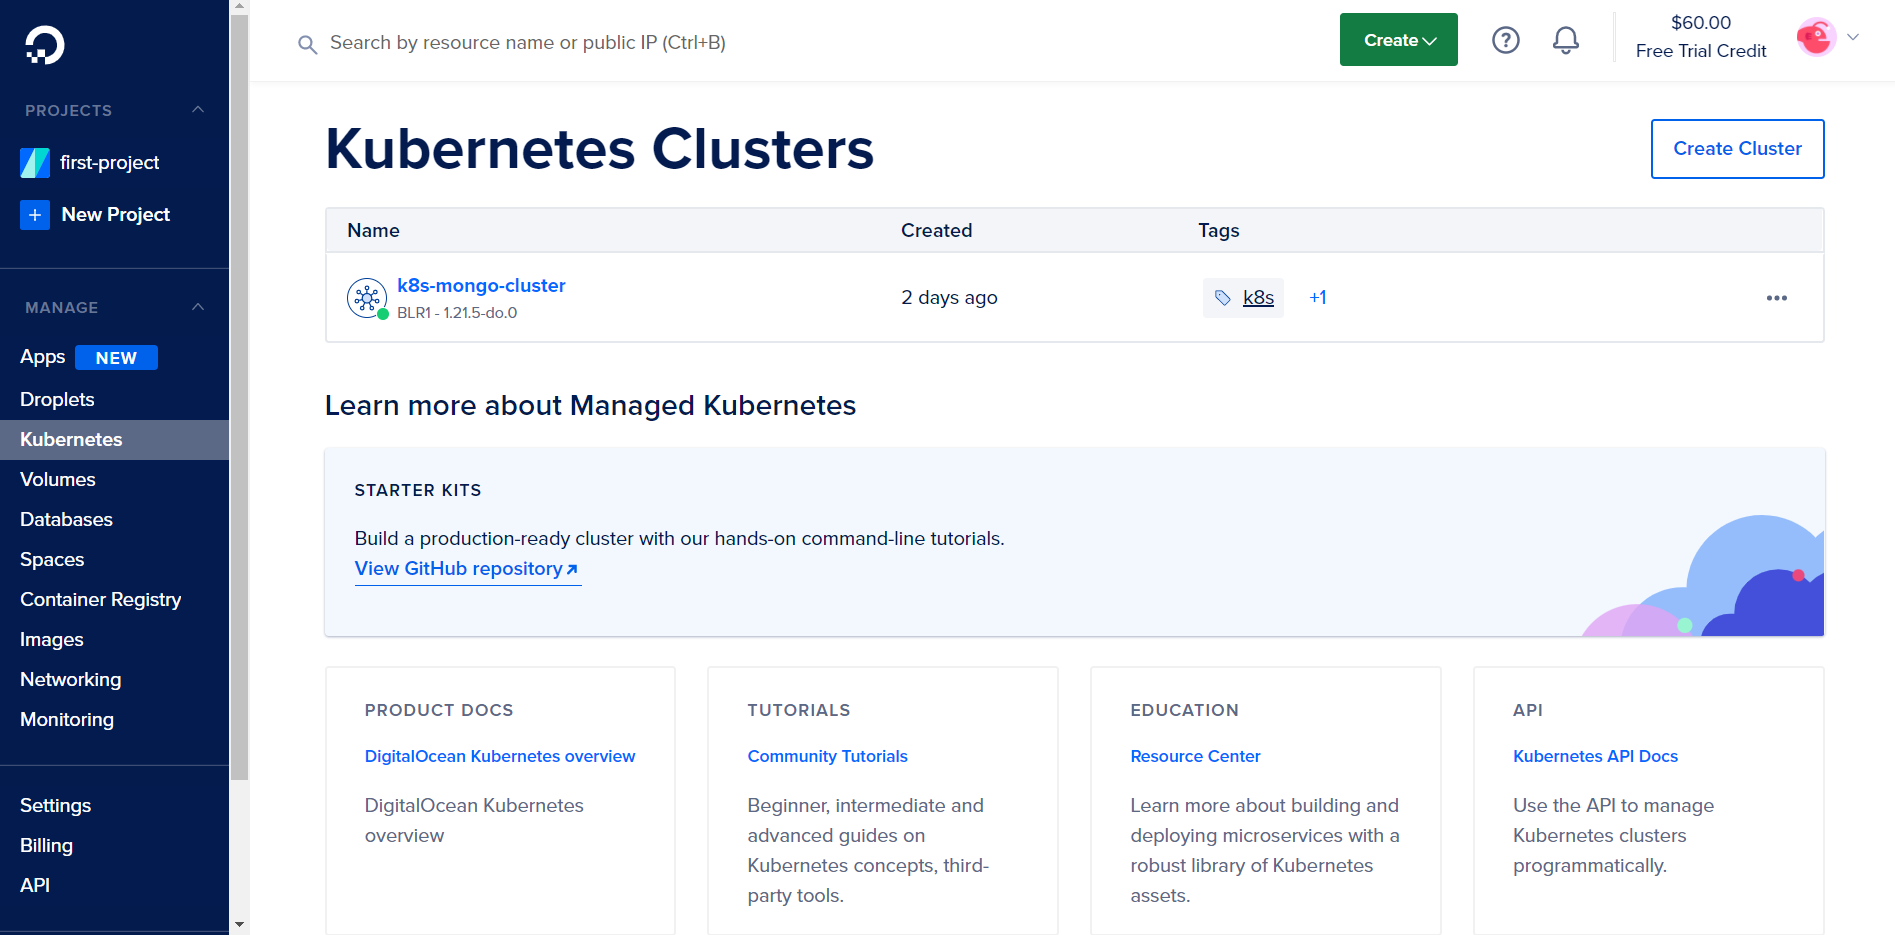 Search by resource name or public IP (Ctrl+B)
Create
?
$60.00
Free Trial Credit
PROJECTS
first-project
+ New Project
MANAGE
Apps NEW
Droplets
Kubernetes
Volumes
Databases
Spaces
Container Registry
Images
Networking
Monitoring
Settings
Billing
API
Kubernetes Clusters
Create Cluster
Name Created Tags
k8s-mongo-cluster
BLR1 - 1.21.5-do.0
2 days ago
k8s +1
Learn more about Managed Kubernetes
STARTER KITS
Build a production-ready cluster with our hands-on command-line tutorials.
View GitHub repository
PRODUCT DOCS
DigitalOcean Kubernetes overview
DigitalOcean Kubernetes
overview
TUTORIALS
Community Tutorials
Beginner, intermediate and
advanced guides on
Kubernetes concepts, third-
party tools.
EDUCATION
Resource Center
Learn more about building and
deploying microservices with a
robust library of Kubernetes
assets.
API
Kubernetes API Docs
Use the API to manage
Kubernetes clusters
programmatically.